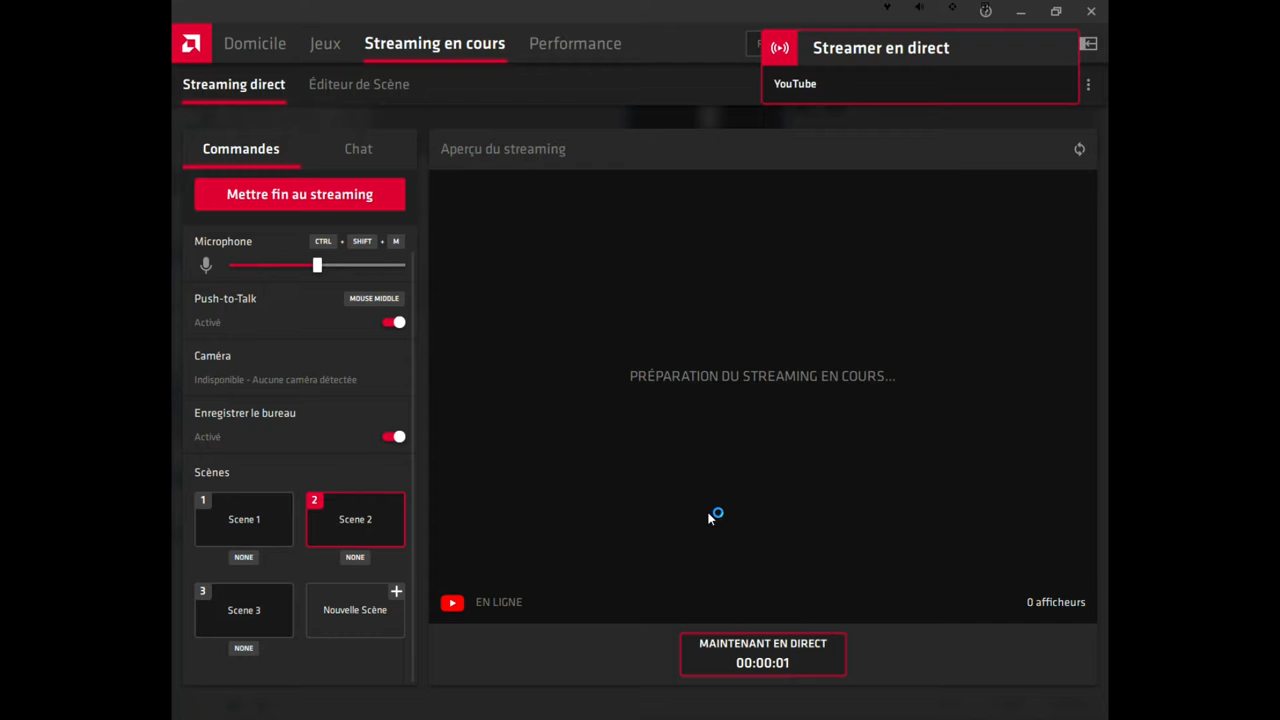 Domicile
Jeux
Streaming en cours
Performance
Streamer en direct
YouTube
Streaming direct
Éditeur de Scène
Commandes
Chat
Aperçu du streaming
Mettre fin au streaming
Microphone
CTRL + SHIFT + M
Push-to-Talk
MOUSE MIDDLE
Activé
Caméra
Indisponible - Aucune caméra détectée
Enregistrer le bureau
Activé
Scènes
1
Scene 1
NONE
2
Scene 2
NONE
3
Scene 3
NONE
Nouvelle Scène
PRÉPARATION DU STREAMING EN COURS...
EN LIGNE
0 afficheurs
MAINTENANT EN DIRECT
00:00:01